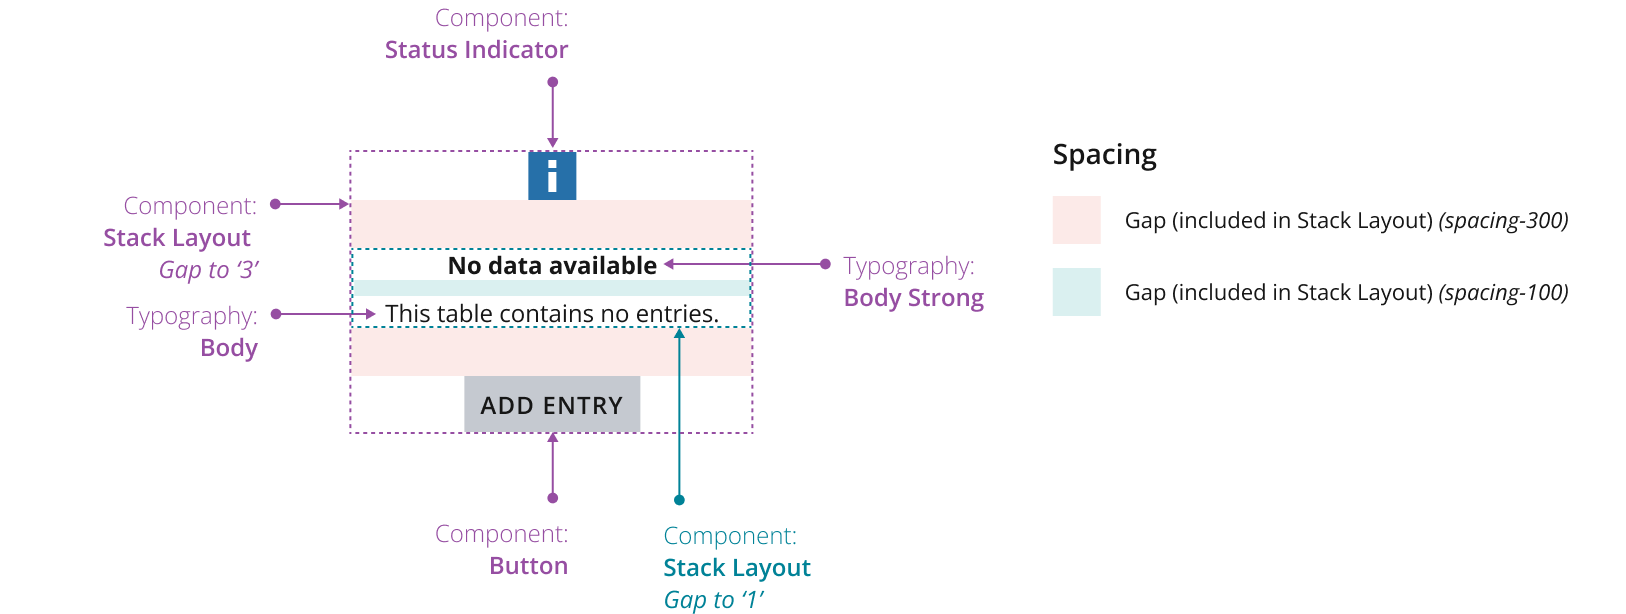 Component:
Status Indicator
i
Component:
Stack Layout
Gap to ‘3’
No data available
Typography:
Body Strong
Typography:
Body
This table contains no entries.
ADD ENTRY
Component:
Button
Component:
Stack Layout
Gap to ‘1’
Spacing
Gap (included in Stack Layout) (spacing-300)
Gap (included in Stack Layout) (spacing-100)